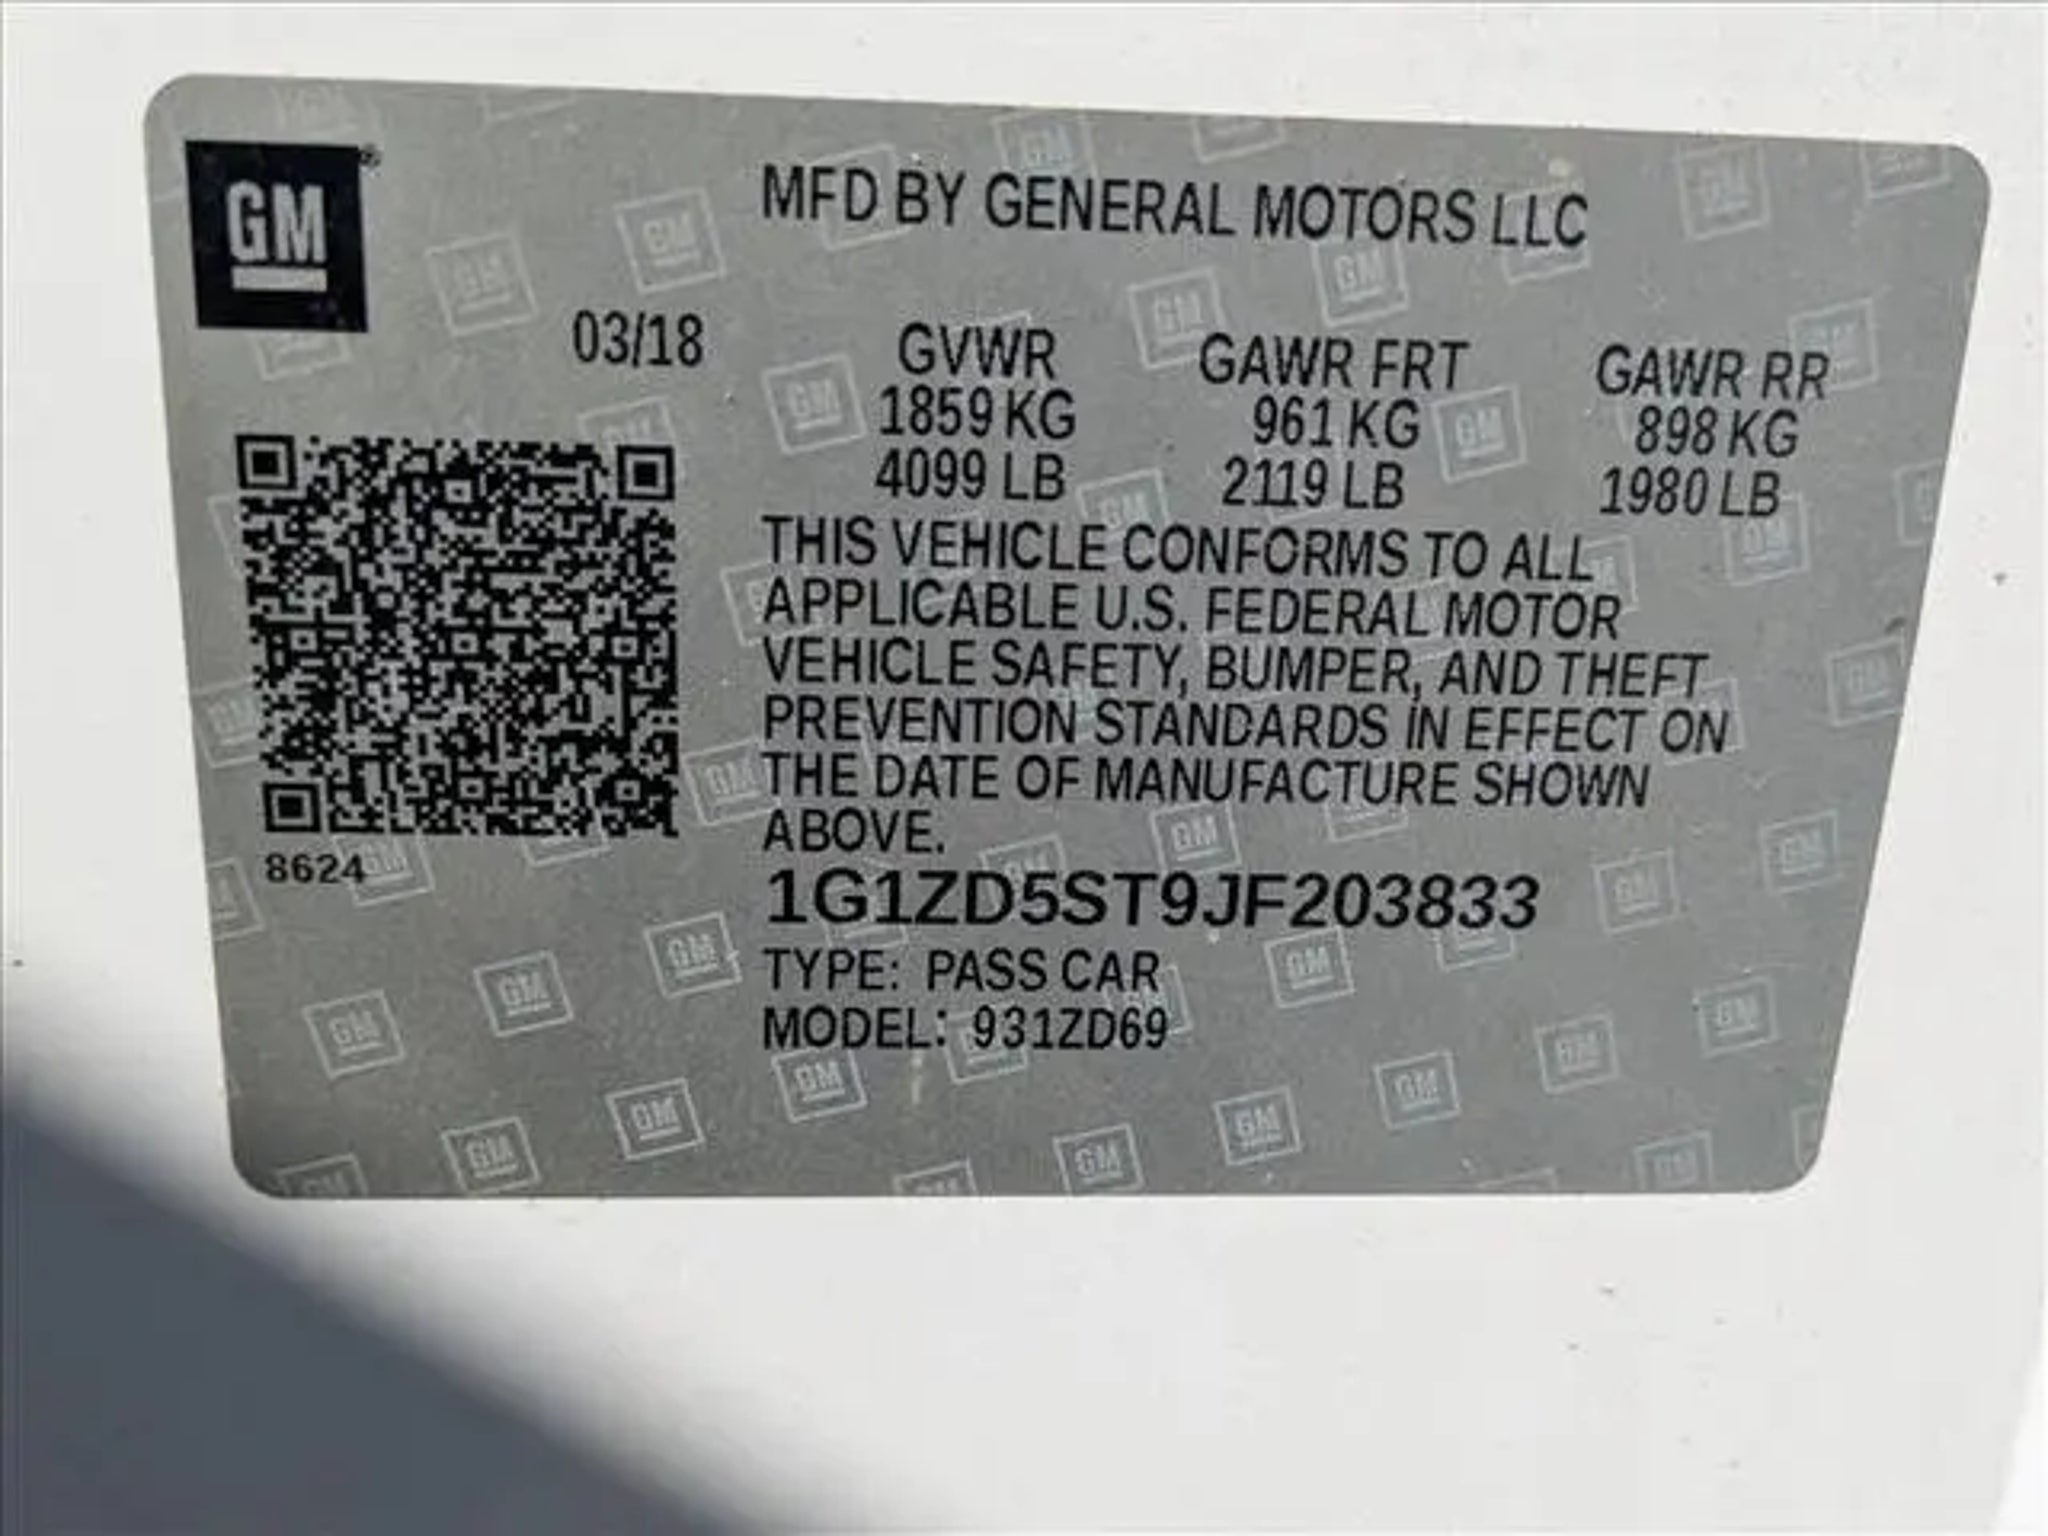 GM
®
MFD BY GENERAL MOTORS LLC
03/18
GVWR GAWR FRT GAWR RR
1859 KG 961 KG 898 KG
4099 LB 2119 LB 1980 LB
THIS VEHICLE CONFORMS TO ALL
APPLICABLE U.S. FEDERAL MOTOR
VEHICLE SAFETY, BUMPER, AND THEFT
PREVENTION STANDARDS IN EFFECT ON
THE DATE OF MANUFACTURE SHOWN
ABOVE.
8624
1G1ZD5ST9JF203833
TYPE: PASS CAR
MODEL: 931ZD69